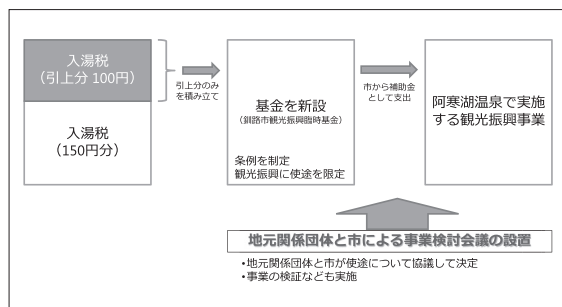 入湯税
（引上分 100円）
入湯税
（150円分）
引上分のみ
を積み立て
基金を新設
（釧路市観光振興臨時基金）
条例を制定
観光振興に使途を限定
市から補助金
として支出
阿寒湖温泉で実施
する観光振興事業
地元関係団体と市による事業検討会議の設置
・地元関係団体と市が使途について協議して決定
・事業の検証なども実施